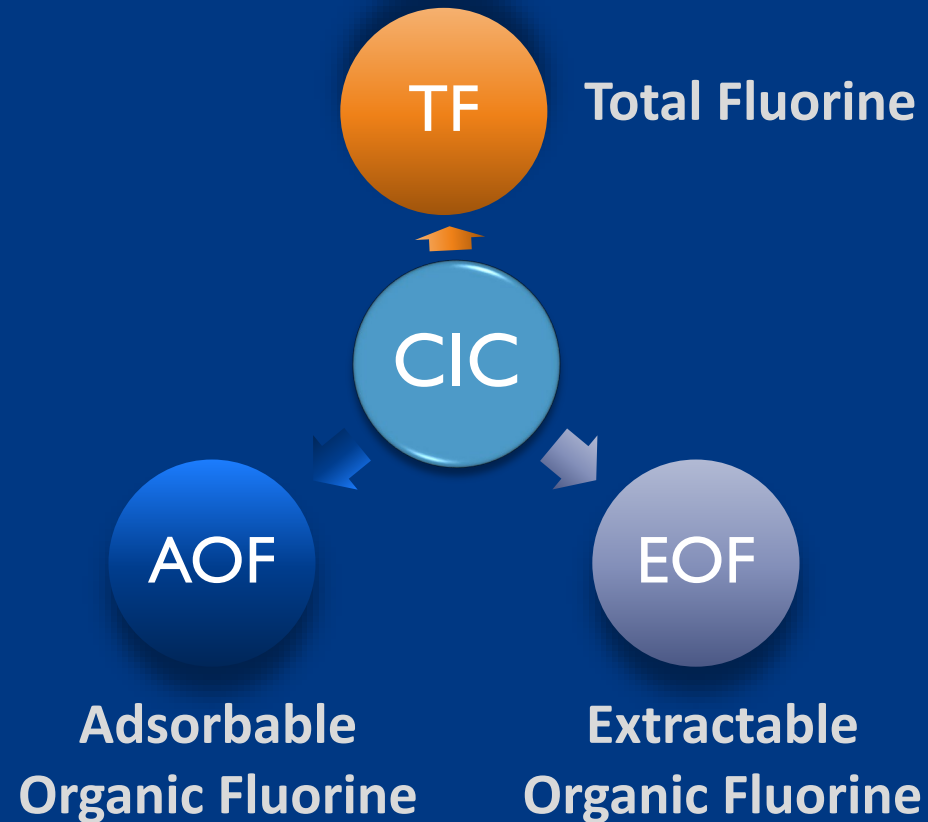 TF
Total Fluorine
CIC
AOF
EOF
Adsorbable
Organic Fluorine
Extractable
Organic Fluorine